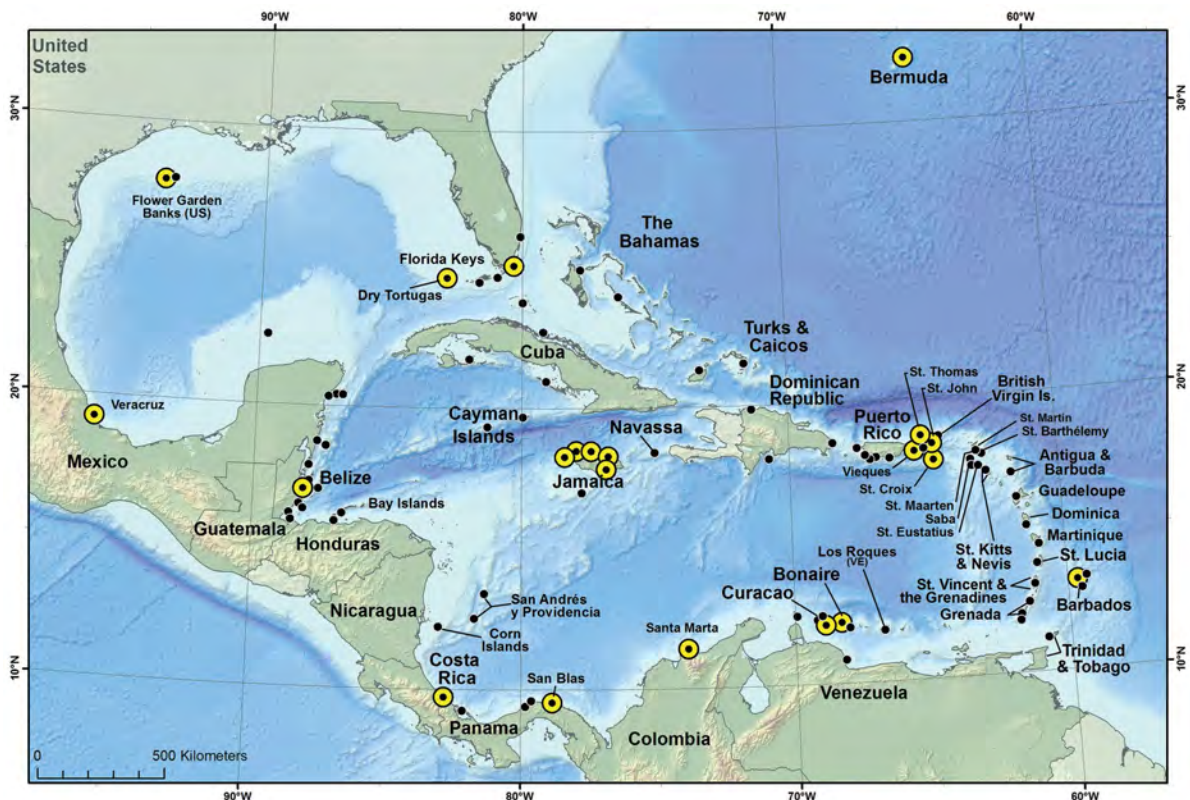 90°W
80°W
70°W
60°W
United
States
Bermuda
30°N
30°N
Flower Garden
Banks (US)
The
Bahamas
Florida Keys
Dry Tortugas
Turks &
Caicos
Cuba
20°N
20°N
Dominican
Republic
St. Thomas
St. John
British
Virgin Is.
Veracruz
Cayman
Islands
Navassa
Puerto
Rico
St. Martin
St. Barthélemy
Mexico
Belize
Jamaica
Vieques
St. Croix
Antigua &
Barbuda
Bay Islands
St. Maarten
Saba
St. Eustatius
Guadeloupe
Guatemala
Dominica
Honduras
Martinique
Los Roques
(VE)
St. Kitts
& Nevis
St. Lucia
Bonaire
Curacao
St. Vincent &
the Grenadines
Nicaragua
San Andrés
y Providencia
Grenada
Barbados
Corn
Islands
Santa Marta
Trinidad
& Tobago
10°N
10°N
Costa
Rica
San Blas
Venezuela
Panama
Colombia
0
500 Kilometers
90°W
80°W
70°W
60°W